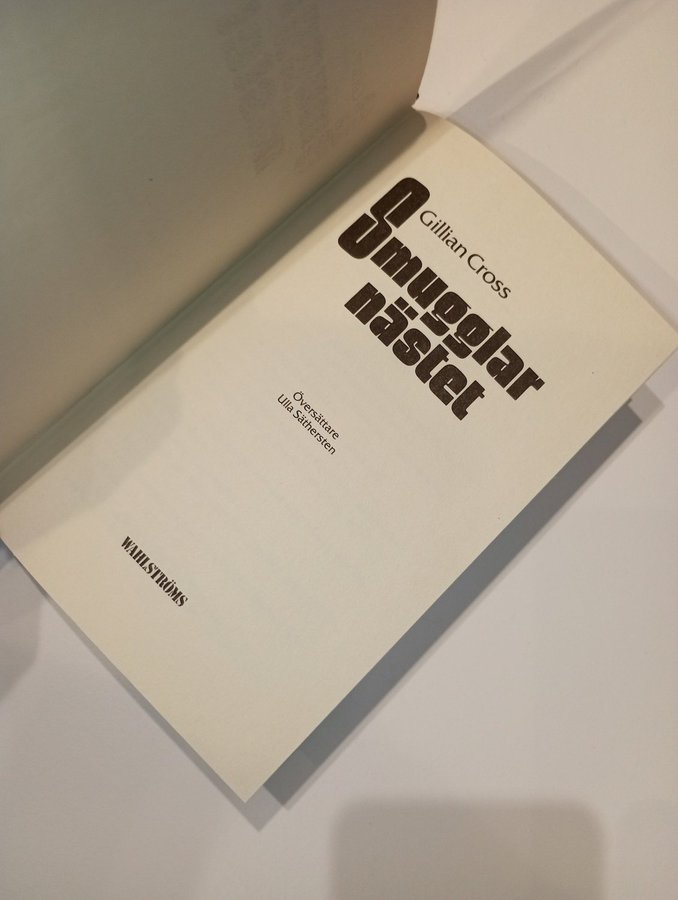 Gillian Cross
Smugglar
nästet
Översättare
Ulla Säthersten
WAHLSTRÖMS